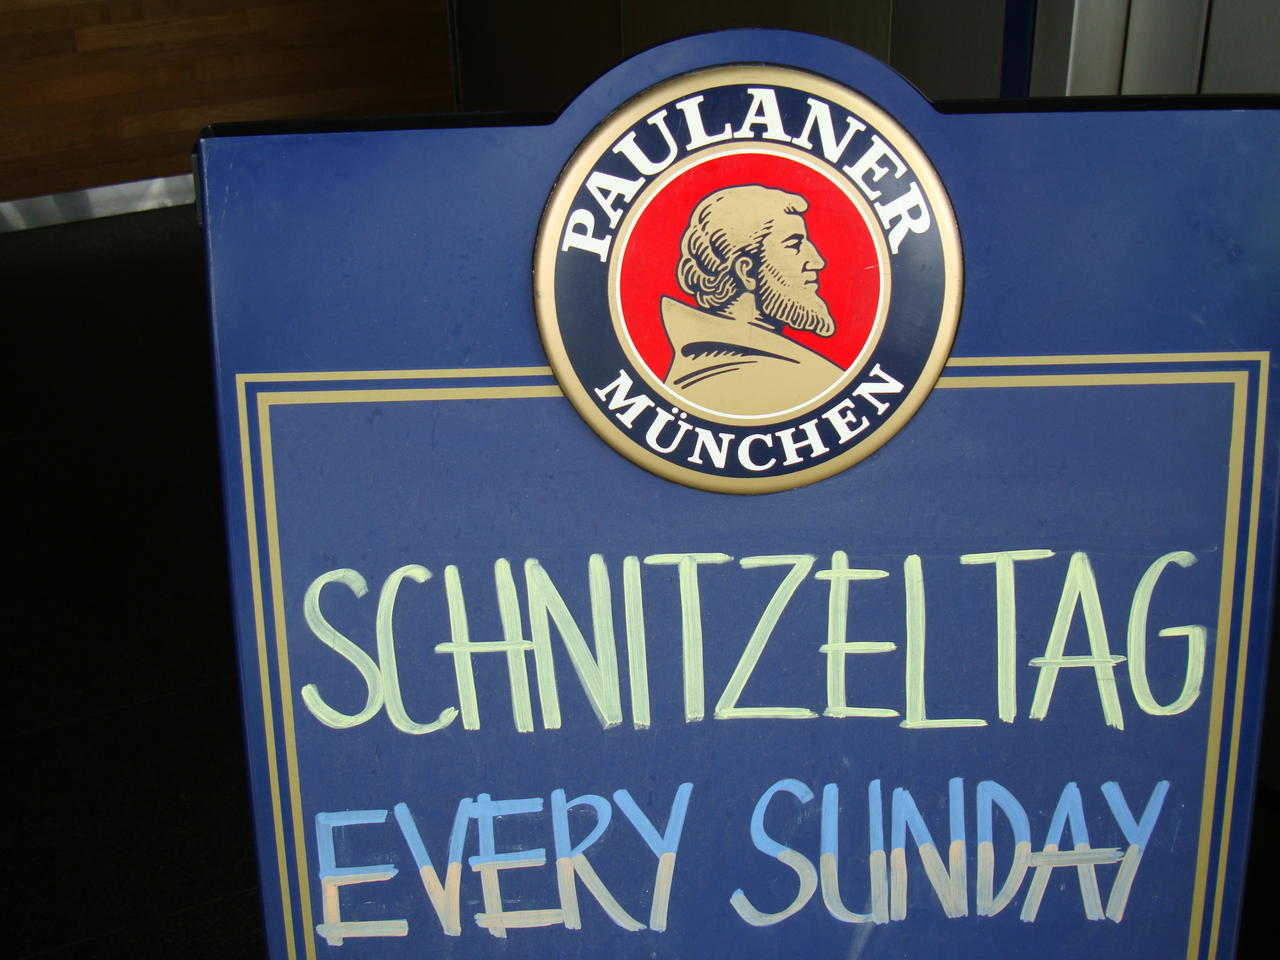 PAULANER
MÜNCHEN
SCHNITZELTAG
EVERY SUNDAY